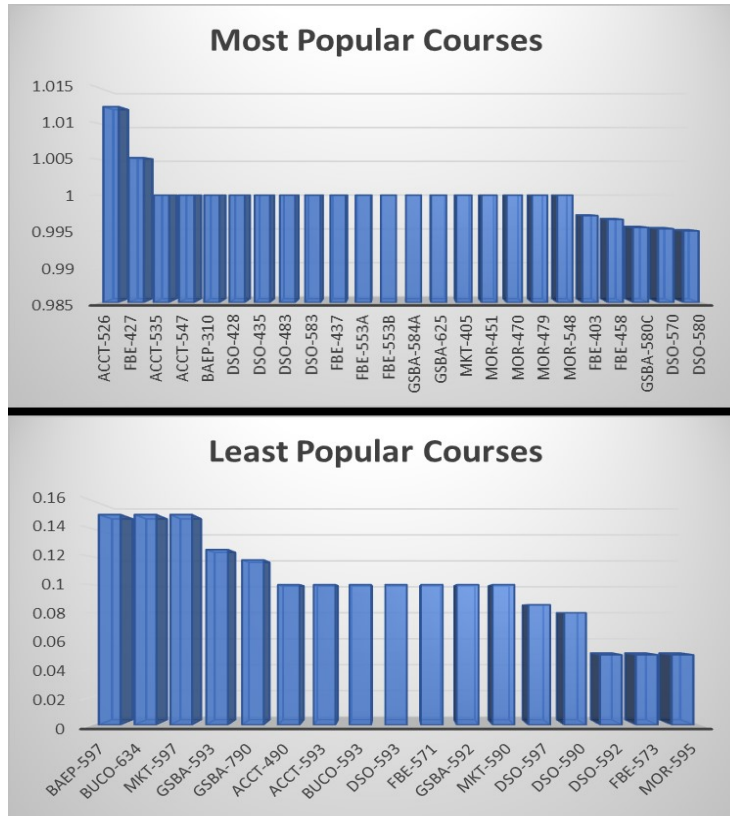 Most Popular Courses
1.015
1.01
1.005
1
0.995
0.99
0.985
ACCT-526
FBE-427
ACCT-535
ACCT-547
BAEP-310
DSO-428
DSO-435
DSO-483
DSO-583
FBE-437
FBE-553A
FBE-553B
GSBA-584A
GSBA-625
MKT-405
MOR-451
MOR-470
MOR-479
MOR-548
FBE-403
FBE-458
GSBA-580C
DSO-570
DSO-580
Least Popular Courses
0.16
0.14
0.12
0.1
0.08
0.06
0.04
0.02
0
BAEP-597
BUCO-634
MKT-597
GSBA-593
GSBA-790
ACCT-490
ACCT-593
BUCO-593
DSO-593
FBE-571
GSBA-592
MKT-590
DSO-597
DSO-590
DSO-592
FBE-573
MOR-595